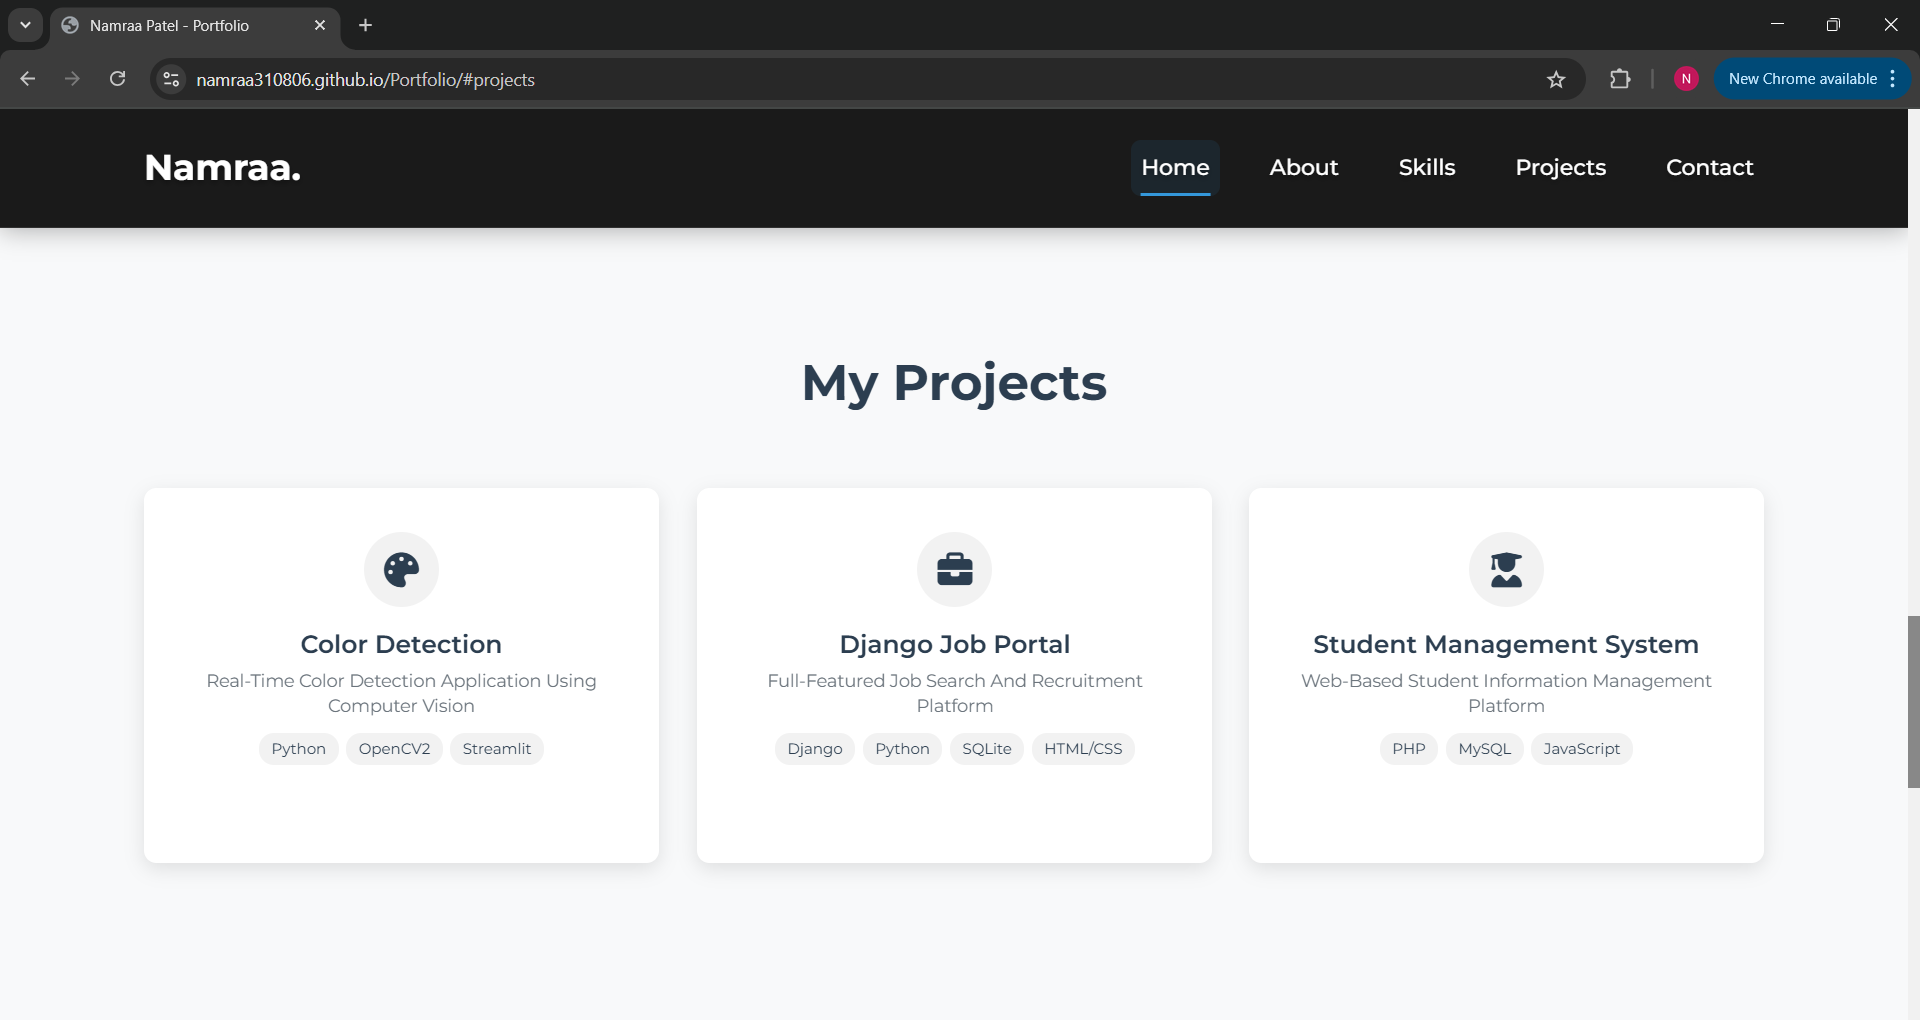 Namraa Patel - Portfolio
namraa310806.github.io/Portfolio/#projects
N
New Chrome available
Namraa.
Home About Skills Projects Contact
My Projects
Color Detection
Real-Time Color Detection Application Using
Computer Vision
Python OpenCV2 Streamlit
Django Job Portal
Full-Featured Job Search And Recruitment
Platform
Django Python SQLite HTML/CSS
Student Management System
Web-Based Student Information Management
Platform
PHP MySQL JavaScript